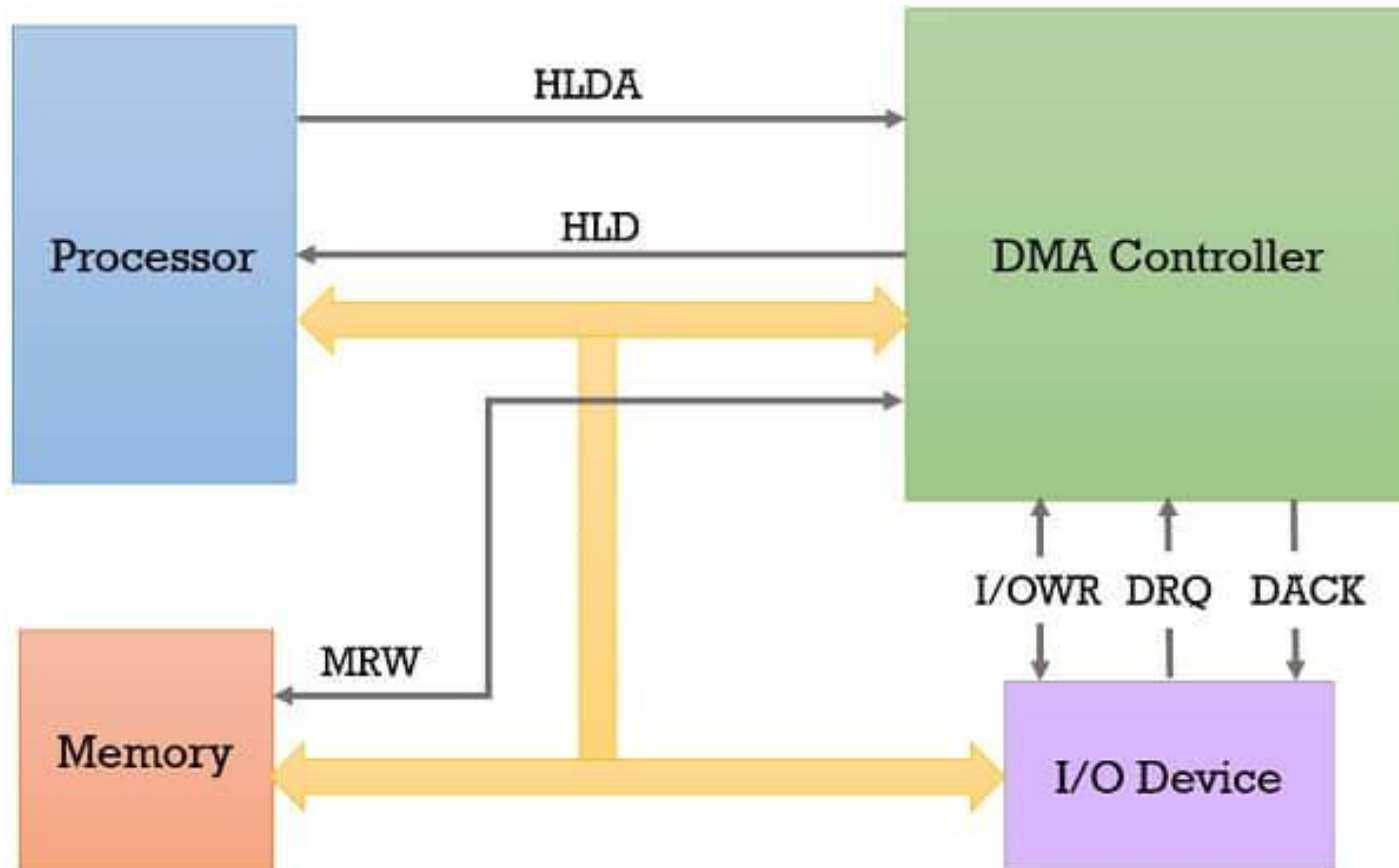 HLDA
HLD
Processor
DMA Controller
I/OWR DRQ DACK
MRW
Memory
I/O Device